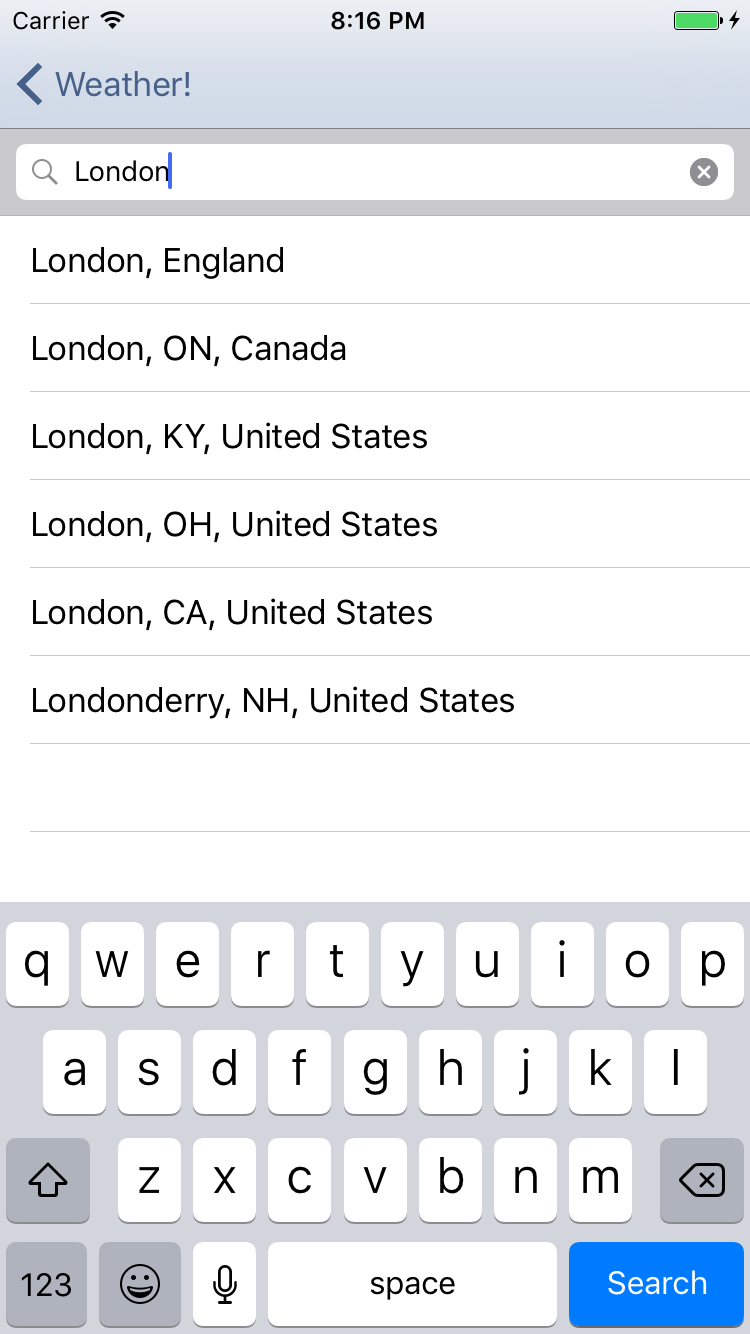 Carrier 8:16 PM
Weather!
London
London, England
London, ON, Canada
London, KY, United States
London, OH, United States
London, CA, United States
Londonderry, NH, United States
q w e r t y u i o p
a s d f g h j k l
z x c v b n m
123 space Search